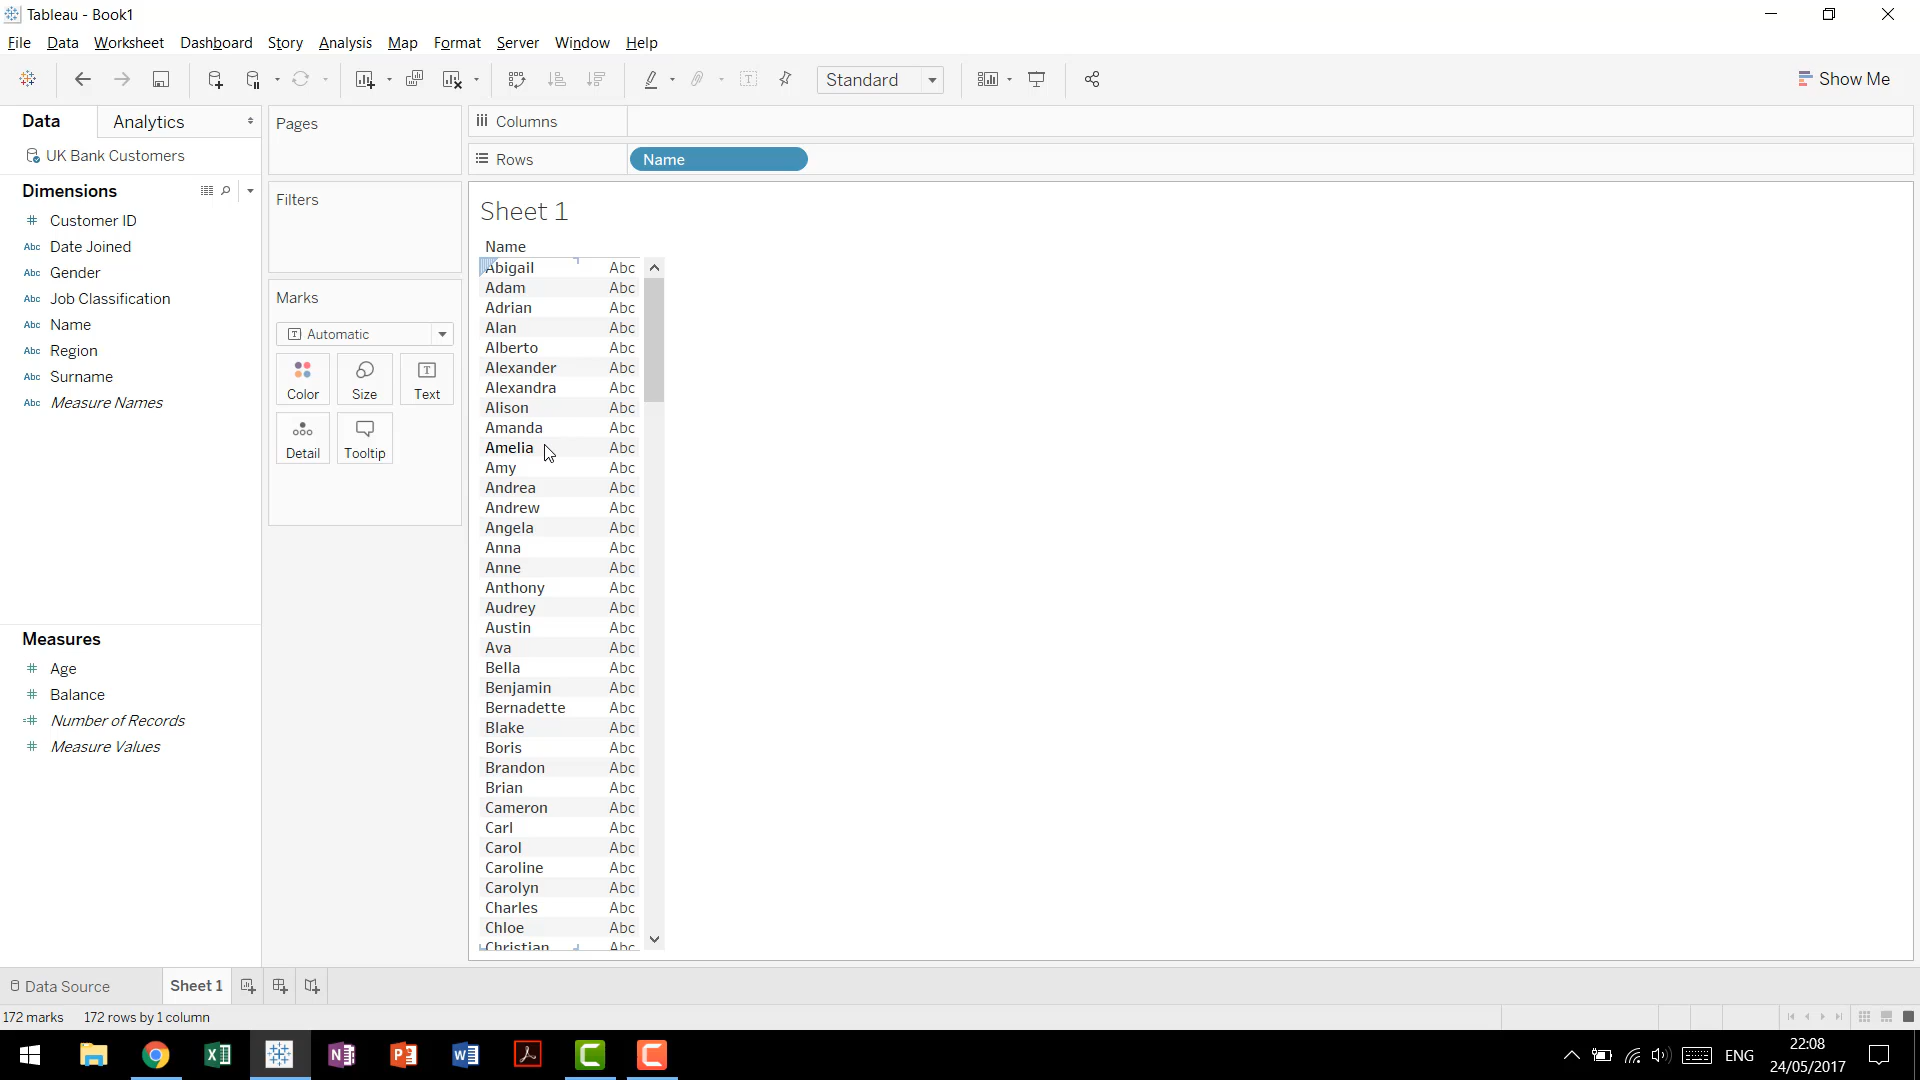 Tableau - Book1
File Data Worksheet Dashboard Story Analysis Map Format Server Window Help
Standard
Show Me
Data
Analytics
UK Bank Customers
Dimensions
Customer ID
Abc Date Joined
Abc Gender
Abc Job Classification
Abc Name
Abc Region
Abc Surname
Abc Measure Names
Measures
Age
Balance
Number of Records
Measure Values
Pages
Filters
Marks
Automatic
Color
Size
Text
Detail
Tooltip
Columns
Rows
Name
Sheet 1
Name
Abigail Abc
Adam Abc
Adrian Abc
Alan Abc
Alberto Abc
Alexander Abc
Alexandra Abc
Alison Abc
Amanda Abc
Amelia Abc
Amy Abc
Andrea Abc
Andrew Abc
Angela Abc
Anna Abc
Anne Abc
Anthony Abc
Audrey Abc
Austin Abc
Ava Abc
Bella Abc
Benjamin Abc
Bernadette Abc
Blake Abc
Boris Abc
Brandon Abc
Brian Abc
Cameron Abc
Carl Abc
Carol Abc
Caroline Abc
Carolyn Abc
Charles Abc
Chloe Abc
Christian Abc
Data Source
Sheet 1
172 marks 172 rows by 1 column
ENG
22:08
24/05/2017